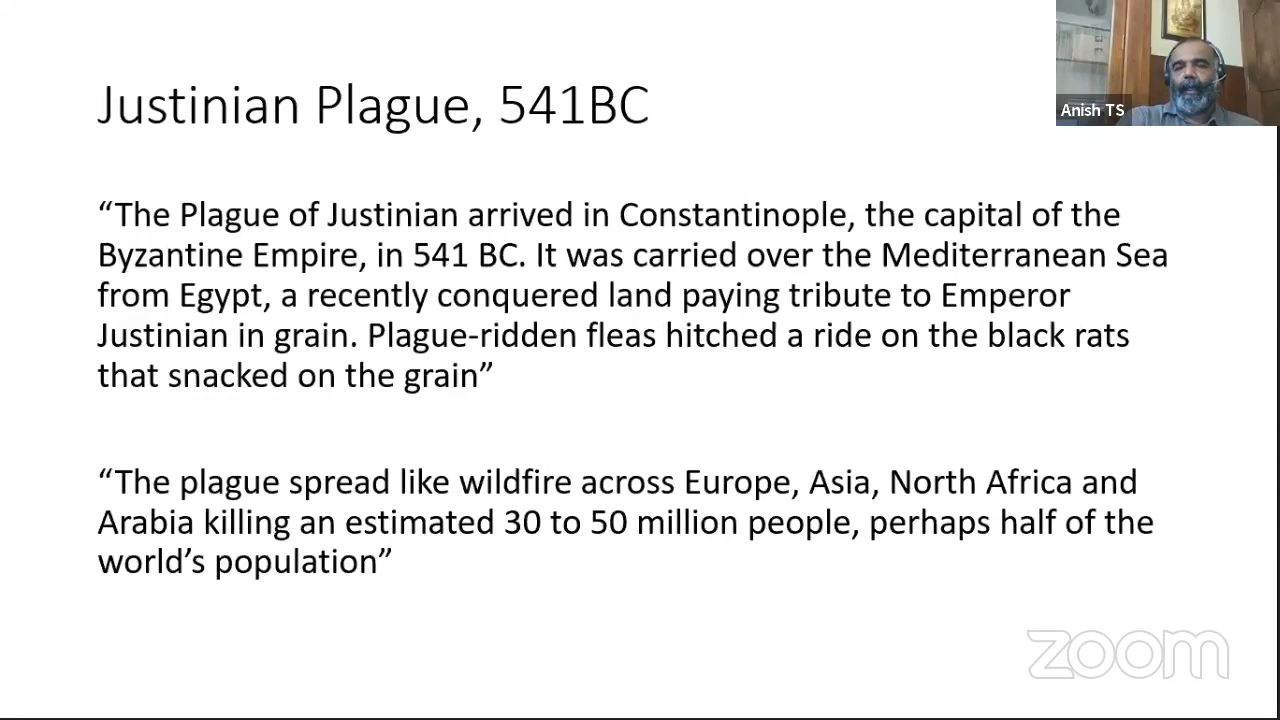 Justinian Plague, 541BC
Anish TS
“The Plague of Justinian arrived in Constantinople, the capital of the
Byzantine Empire, in 541 BC. It was carried over the Mediterranean Sea
from Egypt, a recently conquered land paying tribute to Emperor
Justinian in grain. Plague-ridden fleas hitched a ride on the black rats
that snacked on the grain”
“The plague spread like wildfire across Europe, Asia, North Africa and
Arabia killing an estimated 30 to 50 million people, perhaps half of the
world’s population”
zoom